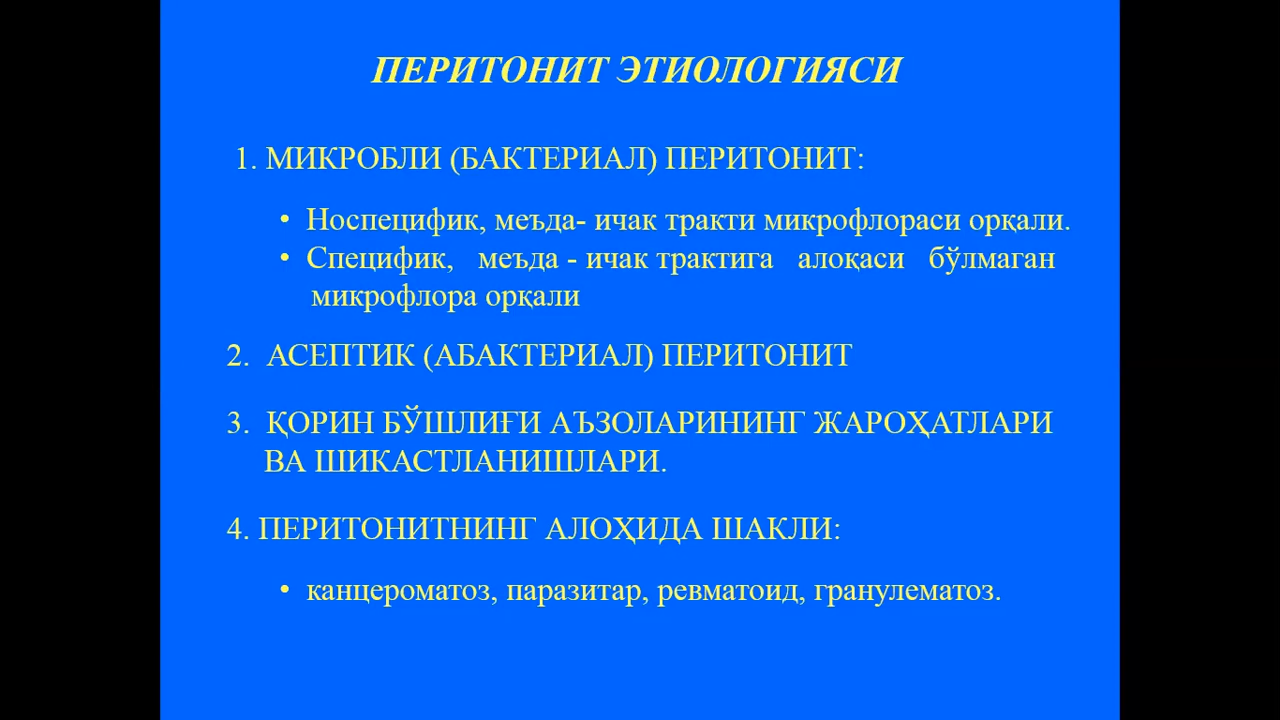 ПЕРИТОНИТ ЭТИОЛОГИЯСИ
1. МИКРОБЛИ (БАКТЕРИАЛ) ПЕРИТОНИТ:
• Носпецифик, меъда- ичак тракти микрофлораси орқали.
• Специфик, меъда - ичак трактига алоқаси бўлмаган
микрофлора орқали
2. АСЕПТИК (АБАКТЕРИАЛ) ПЕРИТОНИТ
3. ҚОРИН БЎШЛИҒИ АЪЗОЛАРИНИНГ ЖАРОҲАТЛАРИ
ВА ШИКАСТЛАНИШЛАРИ.
4. ПЕРИТОНИТНИНГ АЛОҲИДА ШАКЛИ:
• канцероматоз, паразитар, ревматоид, гранулематоз.